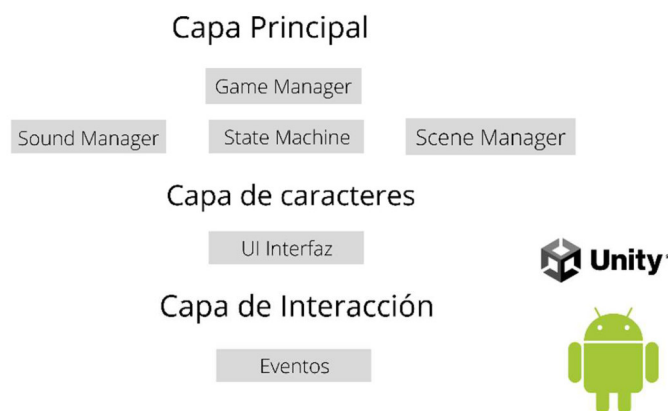 Capa Principal
Game Manager
Sound Manager
State Machine
Scene Manager
Capa de caracteres
UI Interfaz
Unity
Capa de Interacción
Eventos